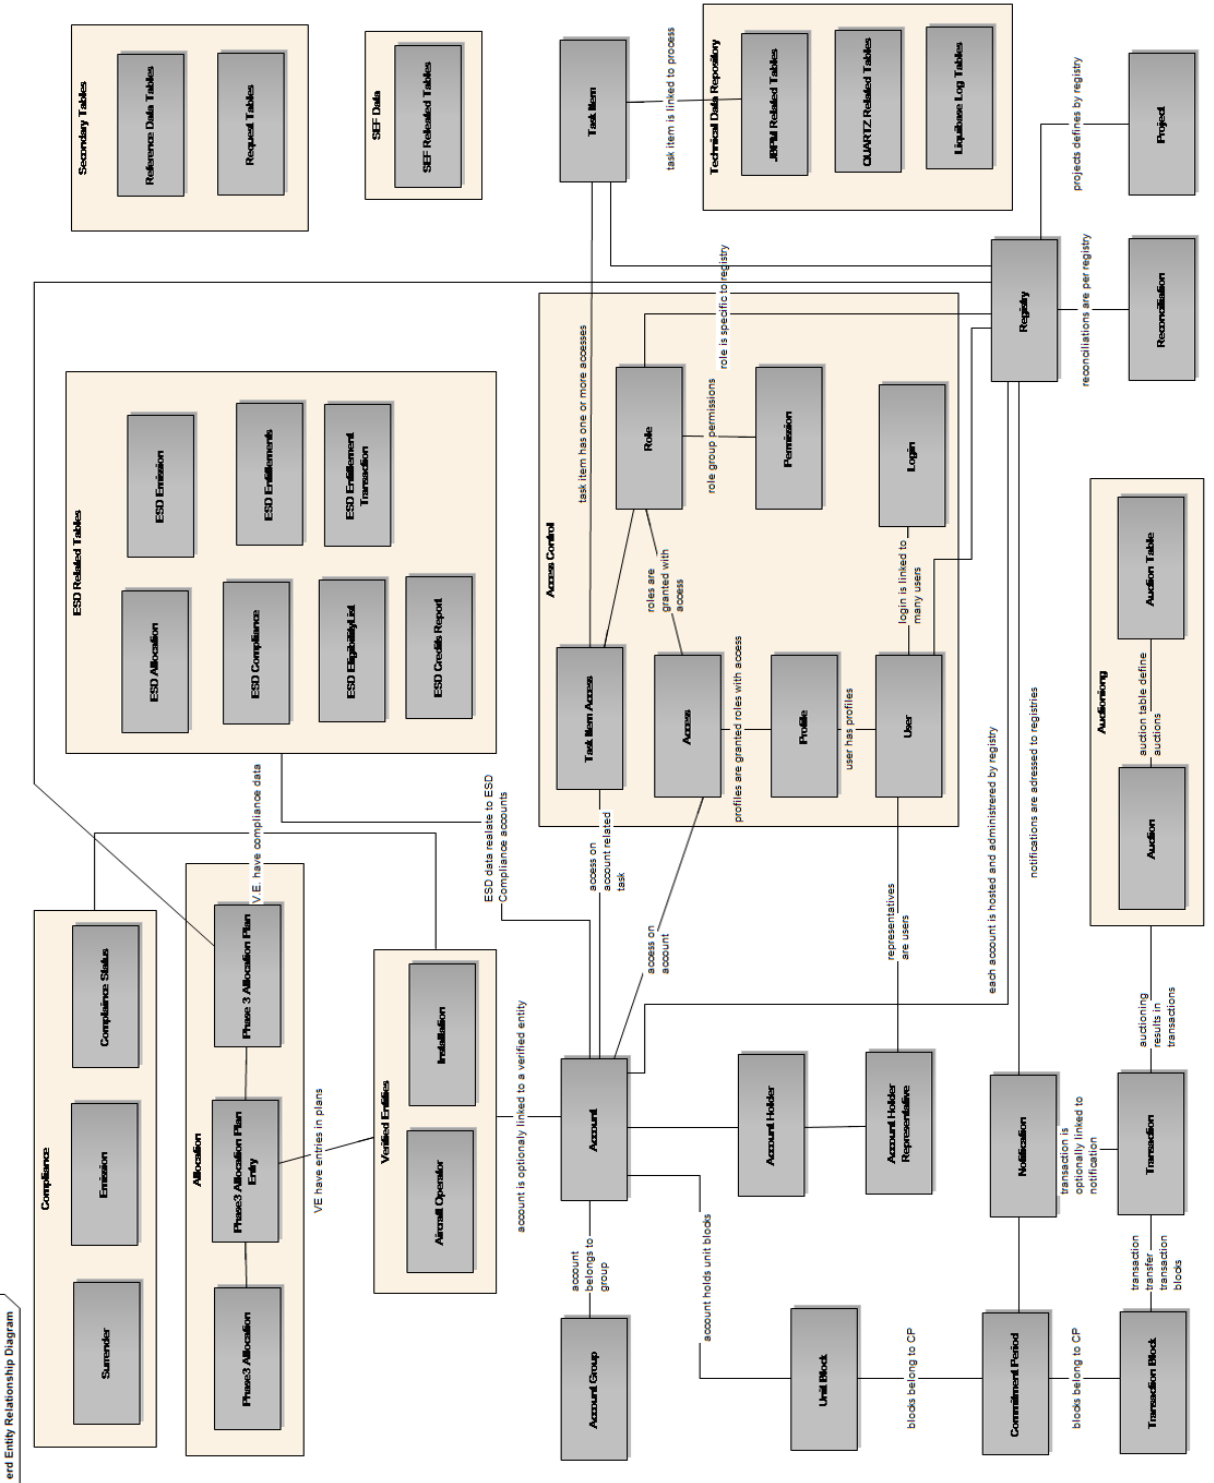 erd Entity Relationship Diagram
Compliance
Surrender
Emission
Complaince Status
Secondary Tables
Reference Data Tables
Request Tables
ESD Related Tables
ESD Allocation
ESD Emission
ESD Compliance
ESD Entitlements
ESD EligibilityList
ESD Entitlement
Transaction
ESD Credits Report
SEF Data
SEF Releated Tables
Allocation
Phase3 Allocation
Phase3 Allocation Plan
Entry
Phase 3 Allocation Plan
V.E. have compliance data
VE have entries in plans
Verified Entities
Aircraft Operator
Installation
ESD data realate to ESD
Compliance accounts
account is optionaly linked to a verified entity
Account Group
account
belongs to
group
Account
access on
account related
task
access on
account
Access Control
Task Item Access
task item has one or more accesses
Task Item
task item is linked to process
Technical Data Repository
JBPM Related Tables
QUARTZ Related Tables
Liquibase Log Tables
Role
roles are
granted with
access
Access
role group permissions
role is specific to registry
profiles are granted roles with access
Profile
Permission
user has profiles
User
login is linked to
many users
Login
account holds unit blocks
Account Holder
Account Holder
Representative
representatives
are users
Unit Block
blocks belong to CP
each account is hosted and administrered by registry
Registry
notifications are adressed to registries
projects defines by registry
Project
reconciliations are per registry
Reconciliation
Commitment Period
Notification
blocks belong to CP
transaction is
optionally linked to
notification
Transaction Block
transaction
transfer
transaction
blocks
Transaction
auctioning
results in
transactions
Auctioniong
Auction
auction table define
auctions
Auction Table